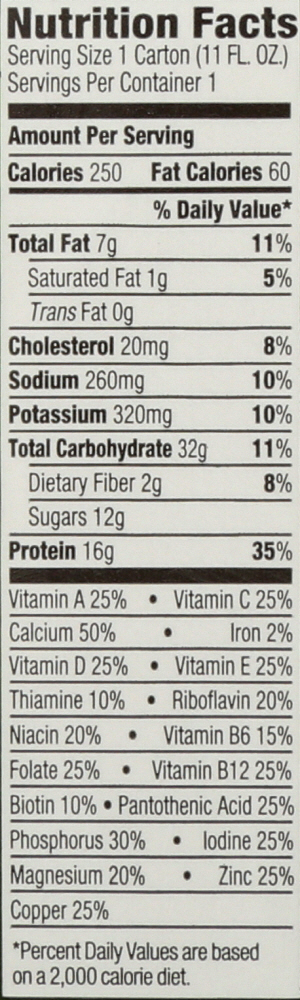 Nutrition Facts
Serving Size 1 Carton (11 FL. OZ.)
Servings Per Container 1
Amount Per Serving
Calories 250 Fat Calories 60
% Daily Value*
Total Fat 7g 11%
Saturated Fat 1g 5%
Trans Fat 0g
Cholesterol 20mg 8%
Sodium 260mg 10%
Potassium 320mg 10%
Total Carbohydrate 32g 11%
Dietary Fiber 2g 8%
Sugars 12g
Protein 16g 35%
Vitamin A 25% • Vitamin C 25%
Calcium 50% • Iron 2%
Vitamin D 25% • Vitamin E 25%
Thiamine 10% • Riboflavin 20%
Niacin 20% • Vitamin B6 15%
Folate 25% • Vitamin B12 25%
Biotin 10% • Pantothenic Acid 25%
Phosphorus 30% • Iodine 25%
Magnesium 20% • Zinc 25%
Copper 25%
*Percent Daily Values are based
on a 2,000 calorie diet.